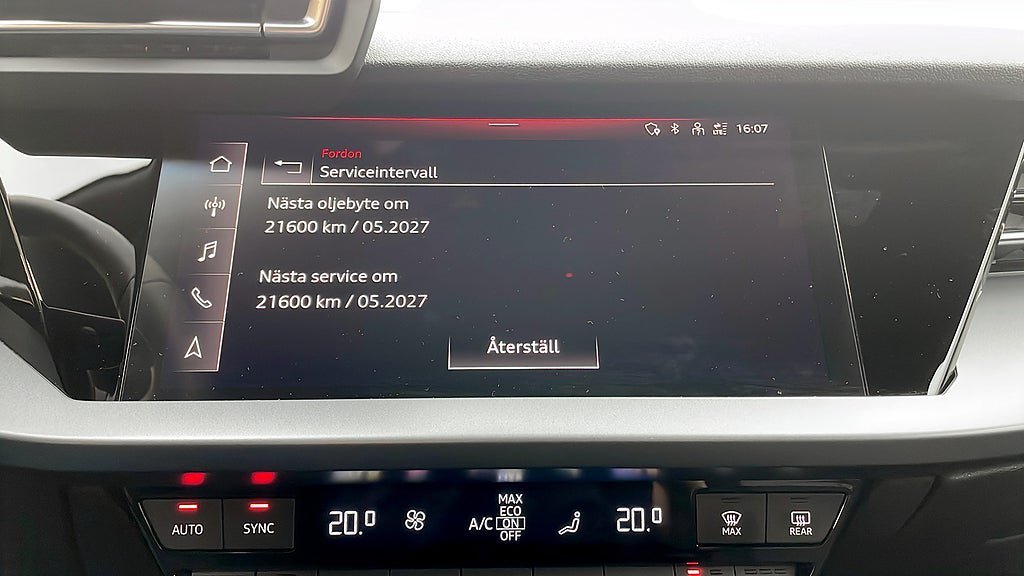 16:07
Fordon
Serviceintervall
Nästa oljebyte om
21600 km / 05.2027
Nästa service om
21600 km / 05.2027
Återställ
AUTO
SYNC
20.0
A/C
MAX
ECO
ON
OFF
20.0
MAX
REAR